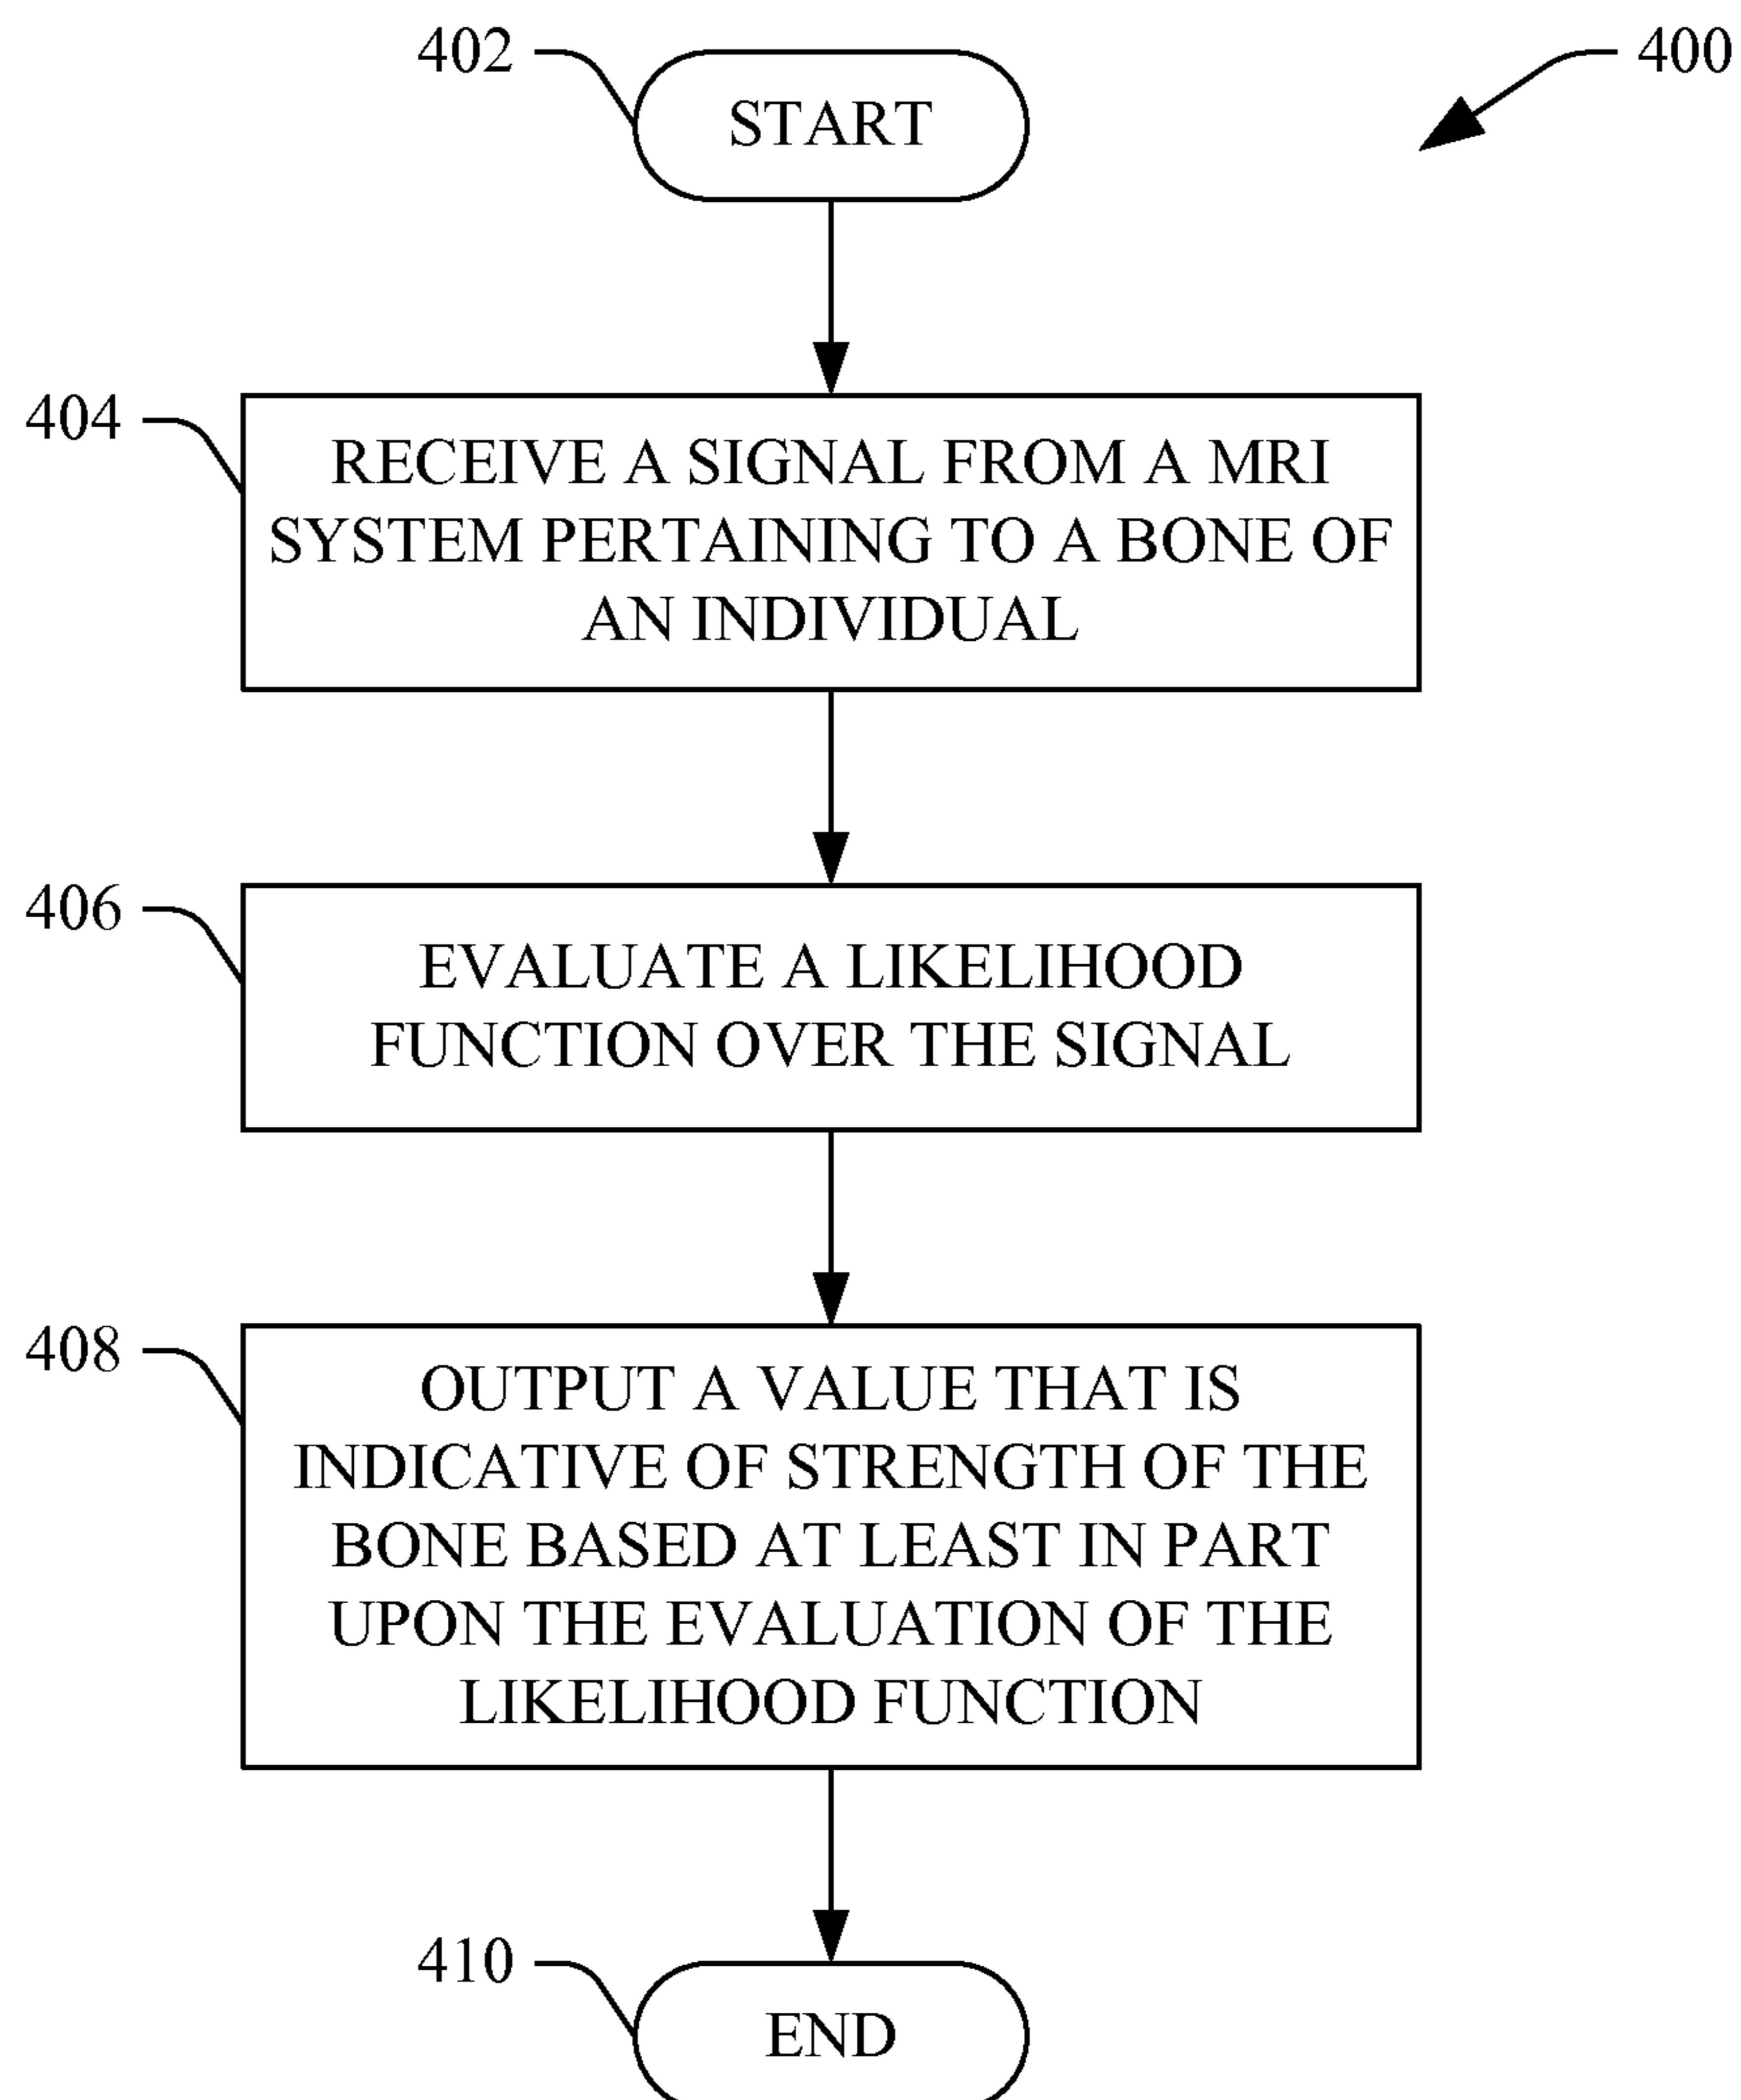 402
START
400
404
RECEIVE A SIGNAL FROM A MRI
SYSTEM PERTAINING TO A BONE OF
AN INDIVIDUAL
406
EVALUATE A LIKELIHOOD
FUNCTION OVER THE SIGNAL
408
OUTPUT A VALUE THAT IS
INDICATIVE OF STRENGTH OF THE
BONE BASED AT LEAST IN PART
UPON THE EVALUATION OF THE
LIKELIHOOD FUNCTION
410
END